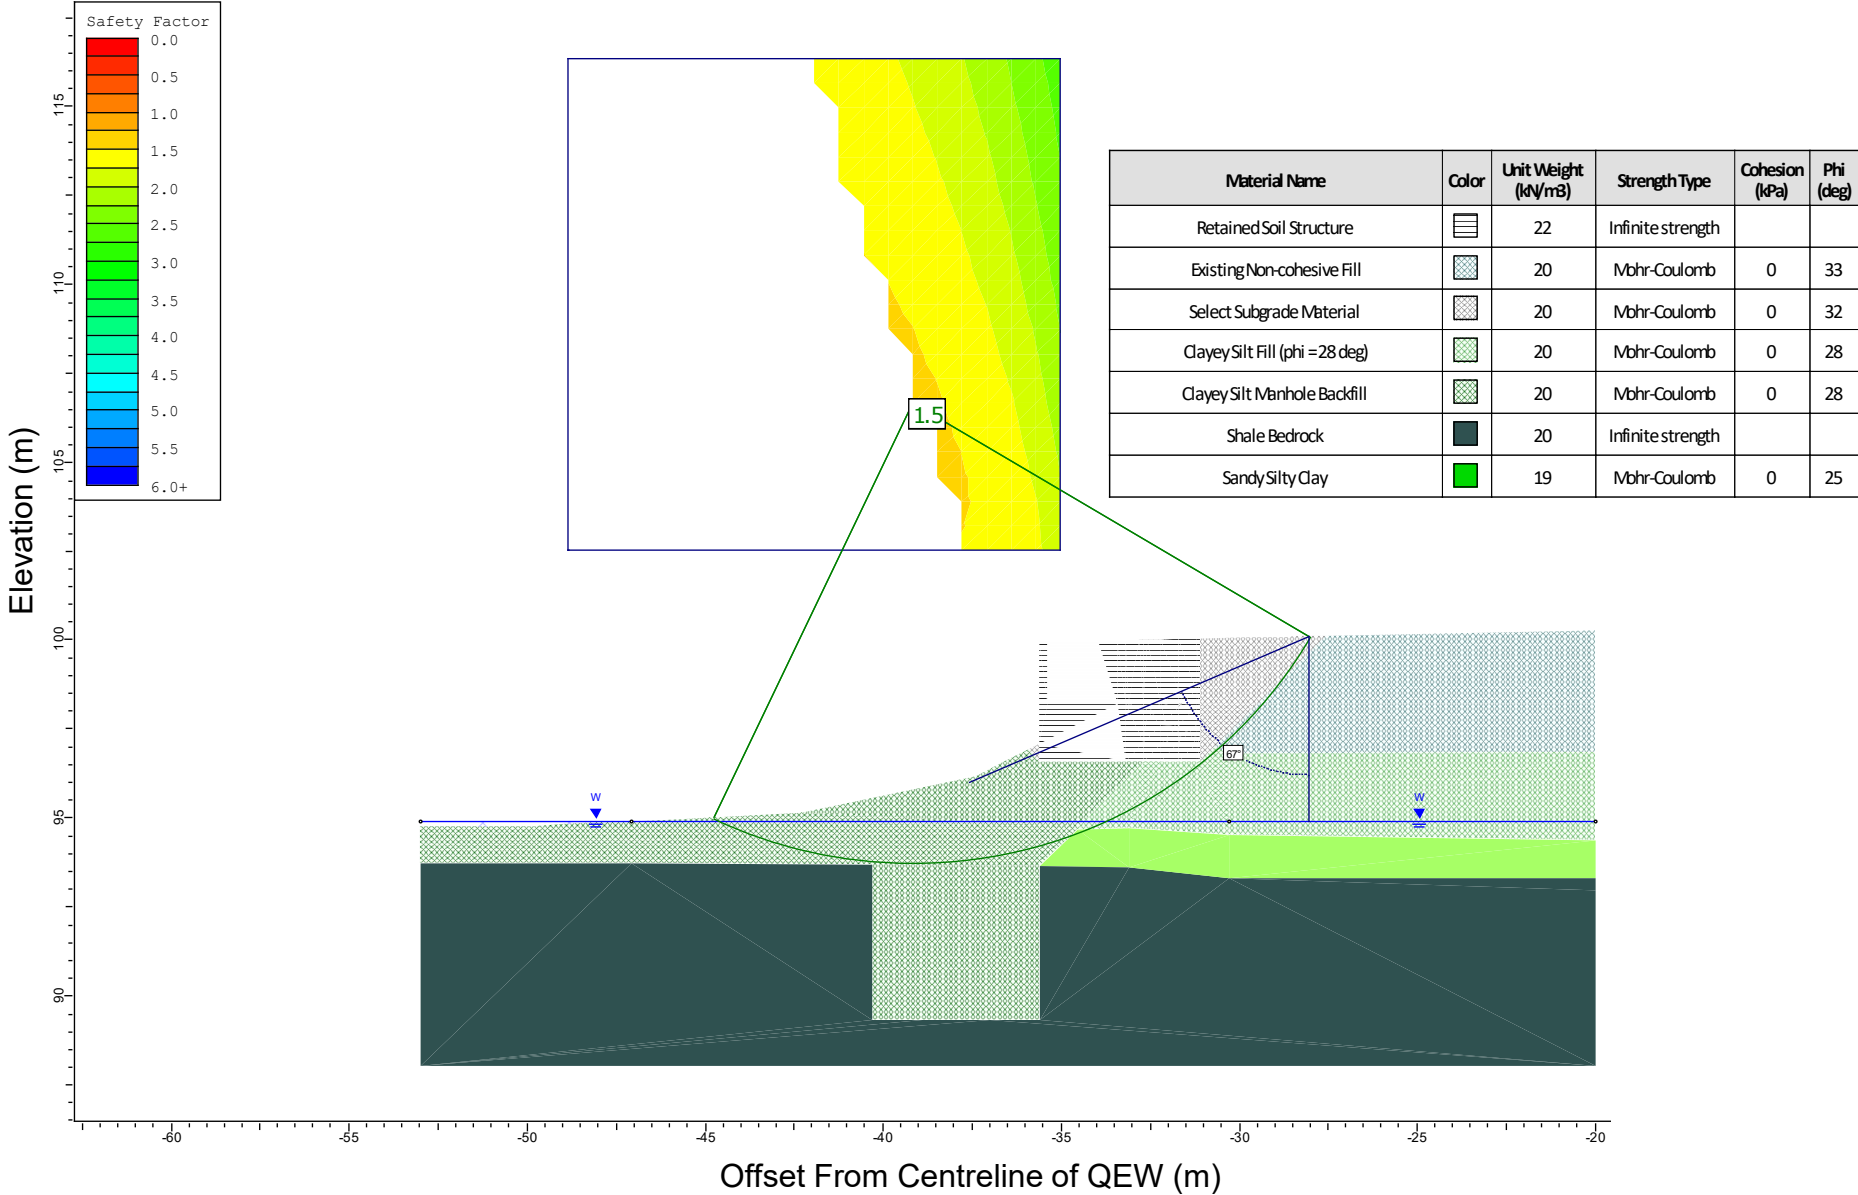 Safety Factor
0.0
0.5
1.0
1.5
2.0
2.5
3.0
3.5
4.0
4.5
5.0
5.5
6.0+
Elevation (m)
115
110
105
100
95
90
1.5
Material Name Color Unit Weight (kN/m3) Strength Type Cohesion (kPa) Phi (deg)
Retained Soil Structure 22 Infinite strength
Existing Non-cohesive Fill 20 Mohr-Coulomb 0 33
Select Subgrade Material 20 Mohr-Coulomb 0 32
Clayey Silt Fill (phi = 28 deg) 20 Mohr-Coulomb 0 28
Clayey Silt Manhole Backfill 20 Mohr-Coulomb 0 28
Shale Bedrock 20 Infinite strength
Sandy Silty Clay 19 Mohr-Coulomb 0 25
67°
W
W
-60 -55 -50 -45 -40 -35 -30 -25 -20
Offset From Centreline of QEW (m)